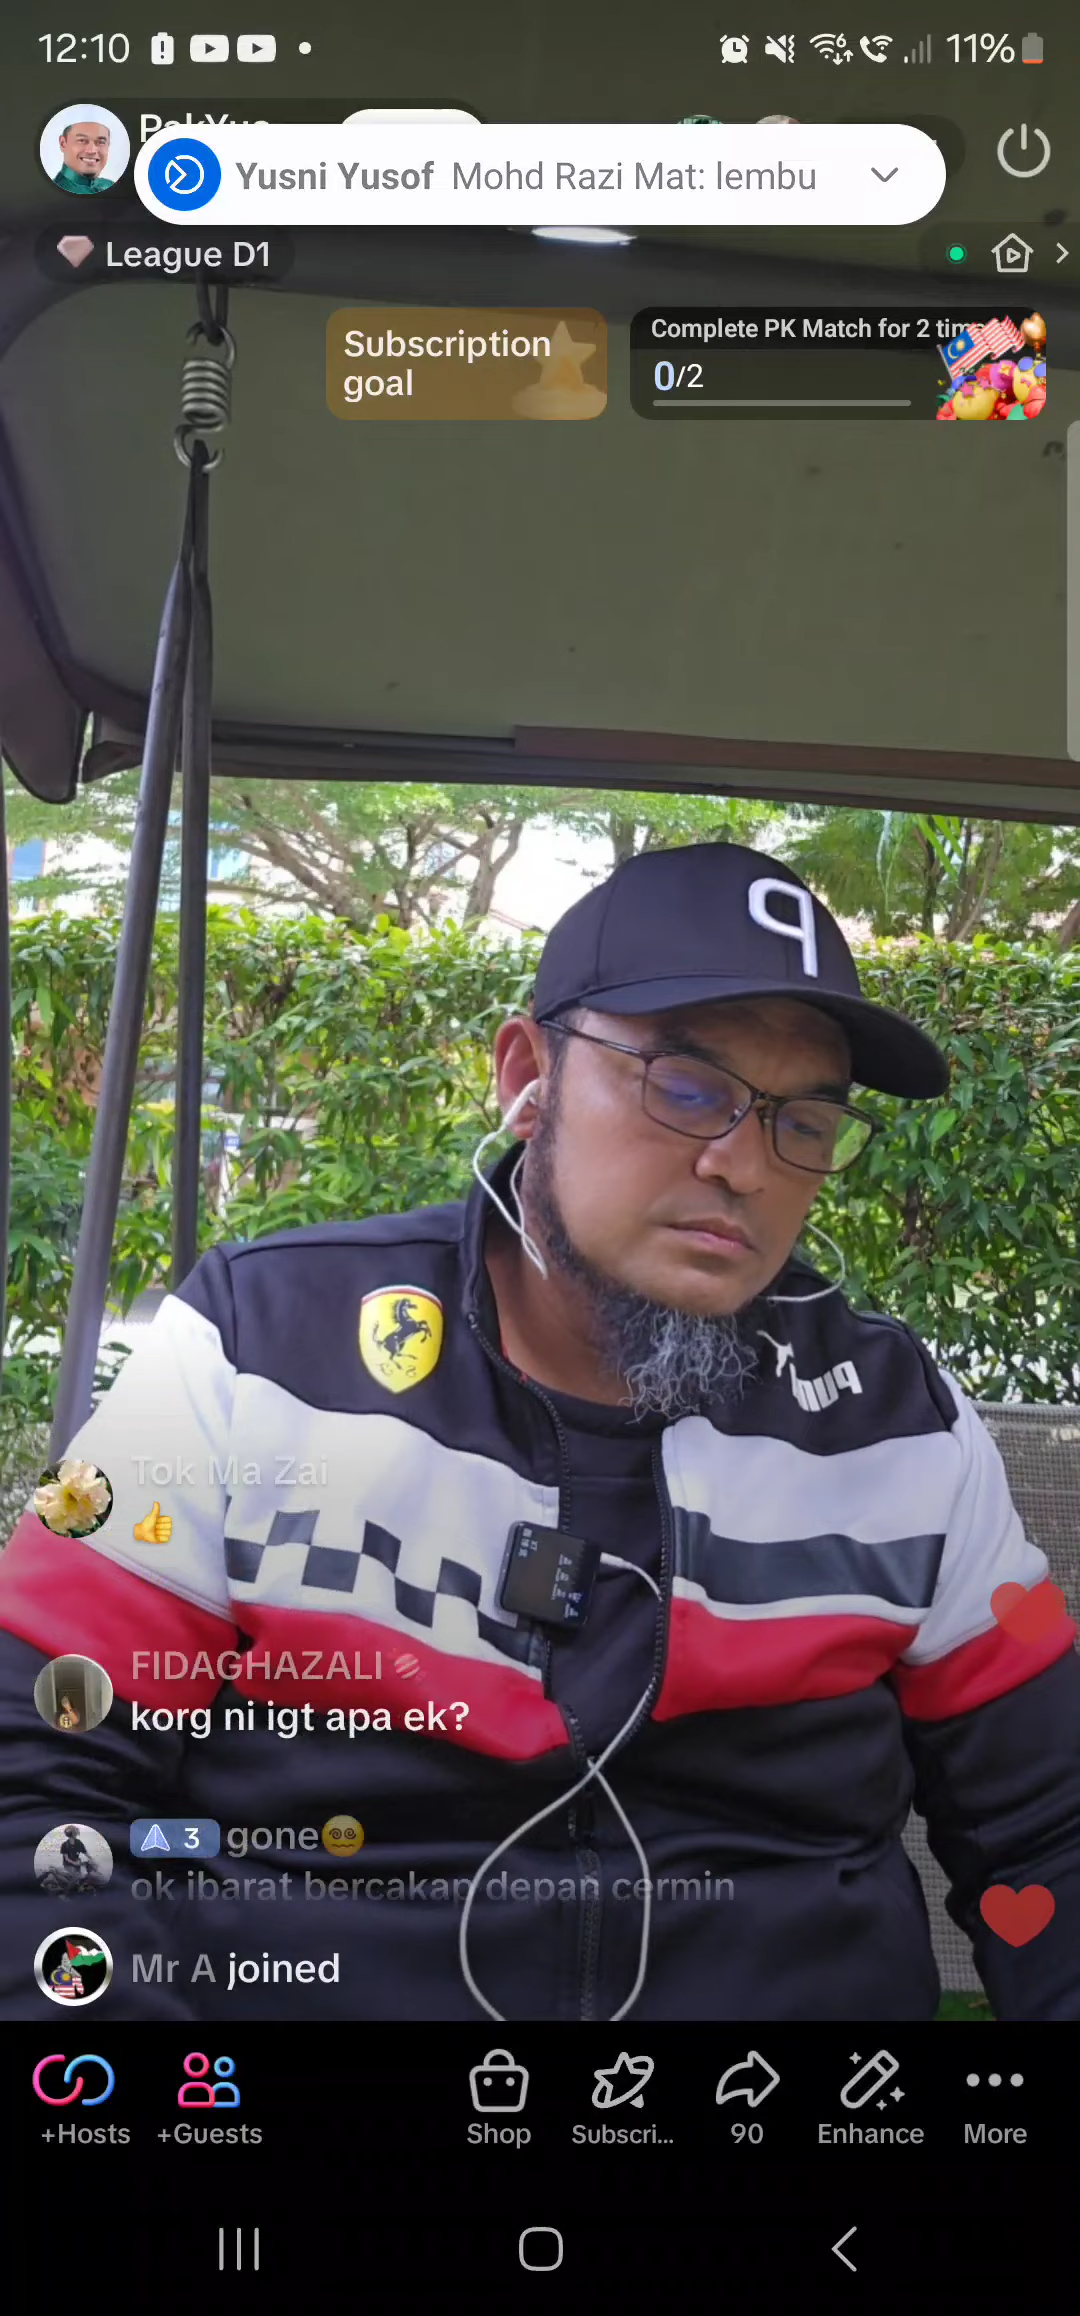 12:10
11%
Yusni Yusof Mohd Razi Mat: lembu
League D1
Subscription
goal
Complete PK Match for 2
0/2
Tok Ma Zai
👍
FIDAGHAZALI
korg ni igt apa ek?
3 gone😵‍💫
ok ibarat bercakap depan cermin
Mr A joined
+Hosts
+Guests
Shop
Subscri...
90
Enhance
More